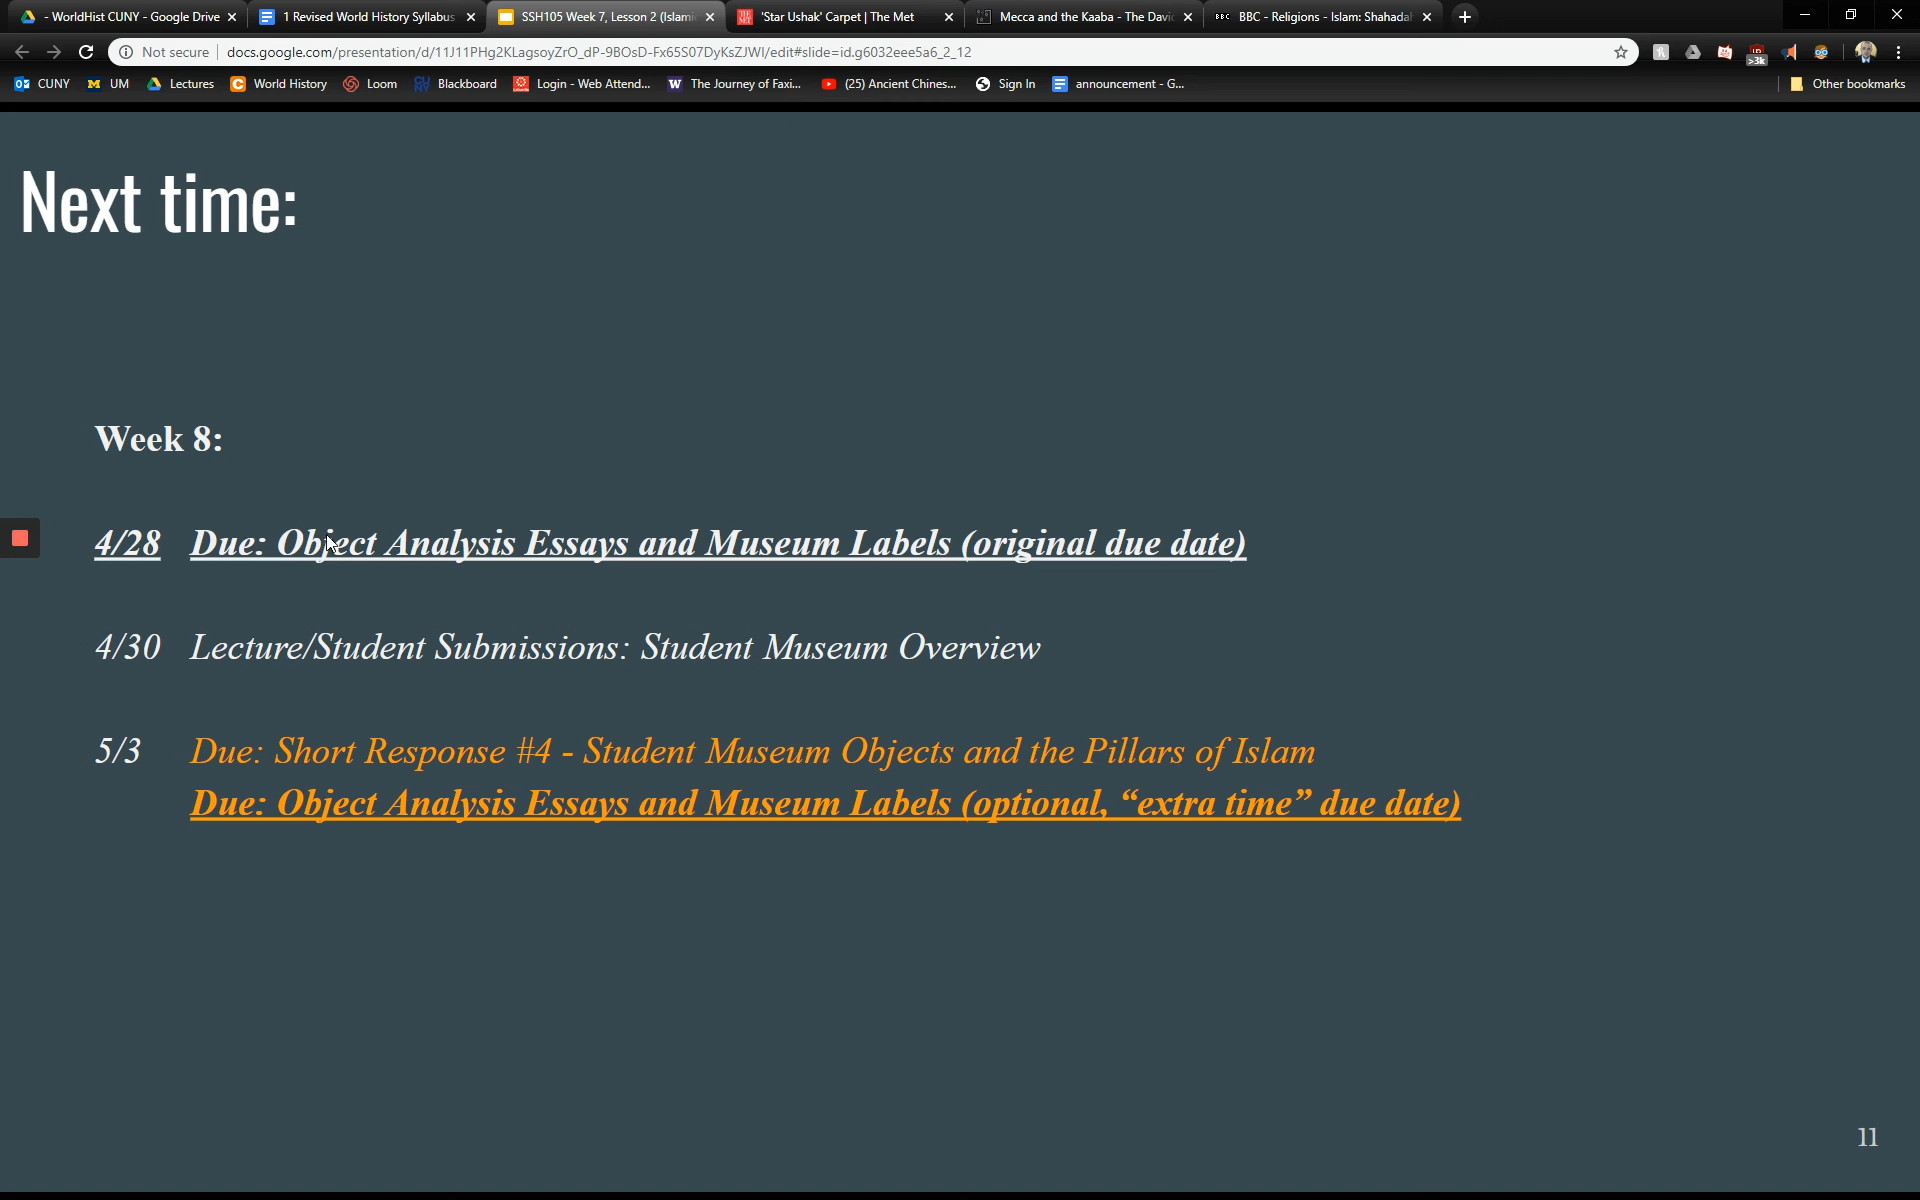 - WorldHist CUNY - Google Drive
1 Revised World History Syllabus
SSH105 Week 7, Lesson 2 (Islami
'Star Ushak' Carpet | The Met
Mecca and the Kaaba - The Davi
BBC - Religions - Islam: Shahadah
Not secure docs.google.com/presentation/d/11J11PHg2KLagsoyZrO_dP-9BOsD-Fx65S07DyKsZJWI/edit#slide=id.g6032eee5a6_2_12
>3k
CUNY UM Lectures World History Loom Blackboard Login - Web Attend... The Journey of Faxi... (25) Ancient Chines... Sign In announcement - G... Other bookmarks
Next time:
Week 8:
4/28 Due: Object Analysis Essays and Museum Labels (original due date)
4/30 Lecture/Student Submissions: Student Museum Overview
5/3 Due: Short Response #4 - Student Museum Objects and the Pillars of Islam
Due: Object Analysis Essays and Museum Labels (optional, “extra time” due date)
11